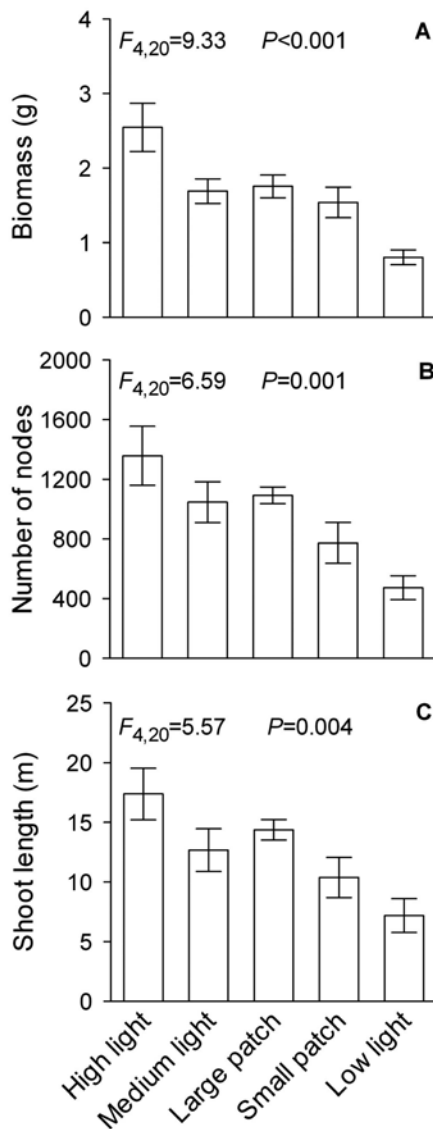 F4,20=9.33 P<0.001 A
4
3
2
1
0
Biomass (g)
F4,20=6.59 P=0.001 B
2000
1600
1200
800
400
0
Number of nodes
F4,20=5.57 P=0.004 C
25
20
15
10
5
0
Shoot length (m)
High light
Medium light
Large patch
Small patch
Low light